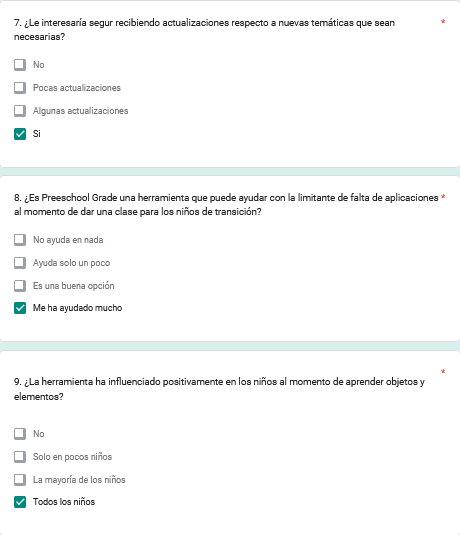 7. ¿Le interesaría segur recibiendo actualizaciones respecto a nuevas temáticas que sean *
necesarias?
No
Pocas actualizaciones
Algunas actualizaciones
Si
8. ¿Es Preeschool Grade una herramienta que puede ayudar con la limitante de falta de aplicaciones *
al momento de dar una clase para los niños de transición?
No ayuda en nada
Ayuda solo un poco
Es una buena opción
Me ha ayudado mucho
*
9. ¿La herramienta ha influenciado positivamente en los niños al momento de aprender objetos y
elementos?
No
Solo en pocos niños
La mayoría de los niños
Todos los niños